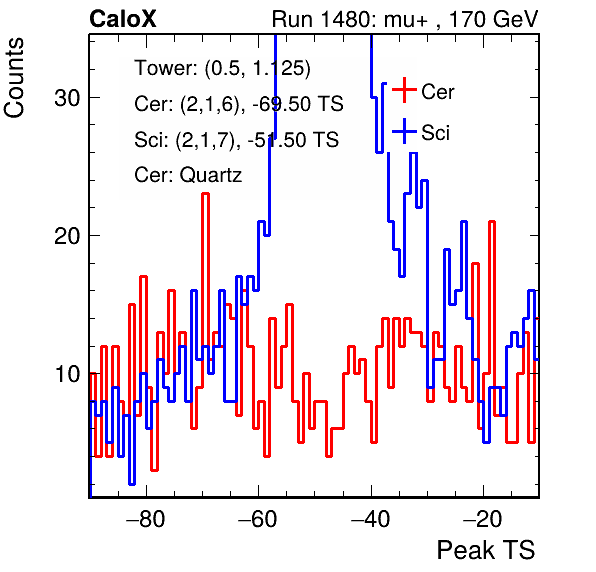 CaloX Run 1480: mu+ , 170 GeV
Counts
Tower: (0.5, 1.125)
Cer: (2,1,6), -69.50 TS
Sci: (2,1,7), -51.50 TS
Cer: Quartz
Cer
Sci
30
20
10
−80 −60 −40 −20
Peak TS